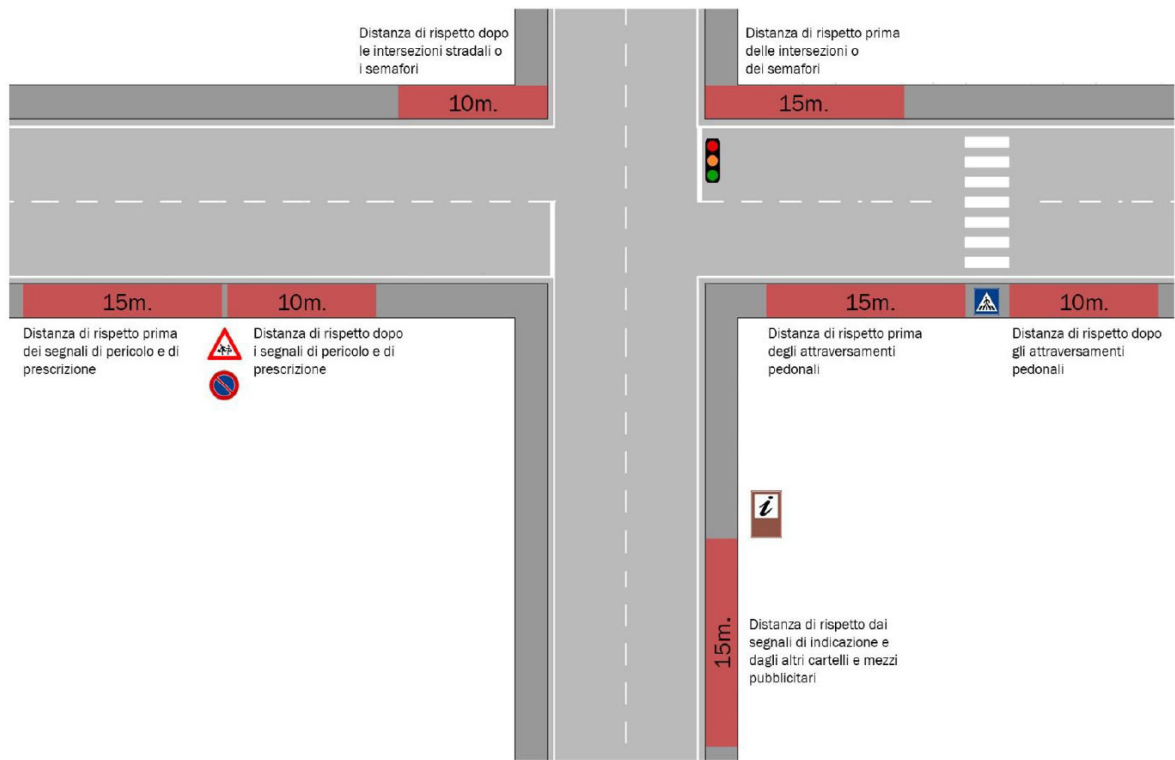 Distanza di rispetto dopo
le intersezioni stradali o
i semafori
Distanza di rispetto prima
delle intersezioni o
dei semafori
10m.
15m.
15m.
10m.
15m.
10m.
Distanza di rispetto prima
dei segnali di pericolo e di
prescrizione
Distanza di rispetto dopo
i segnali di pericolo e di
prescrizione
Distanza di rispetto prima
degli attraversamenti
pedonali
Distanza di rispetto dopo
gli attraversamenti
pedonali
i
15m.
Distanza di rispetto dai
segnali di indicazione e
dagli altri cartelli e mezzi
pubblicitari